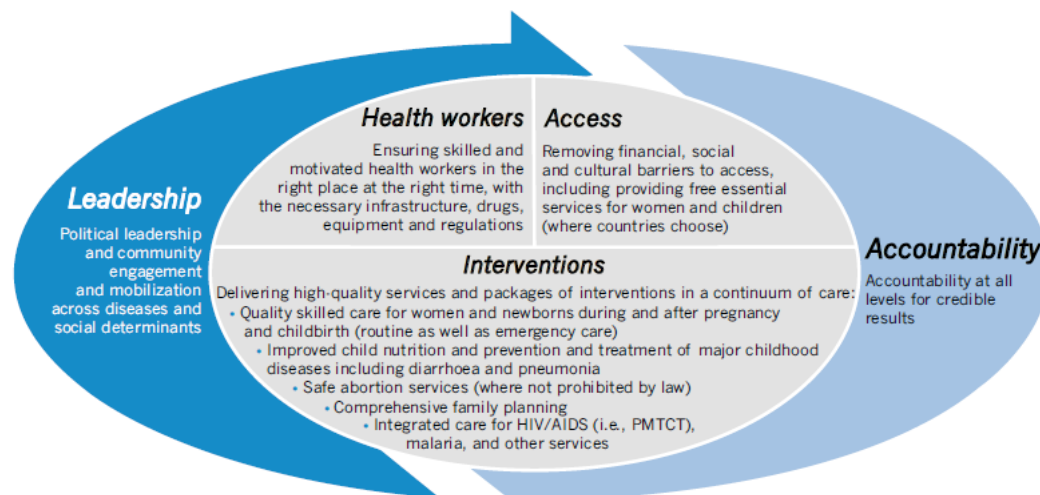 Leadership
Political leadership
and community
engagement
and mobilization
across diseases and
social determinants
Health workers
Ensuring skilled and
motivated health workers in the
right place at the right time, with
the necessary infrastructure, drugs,
equipment and regulations
Access
Removing financial, social
and cultural barriers to access,
including providing free essential
services for women and children
(where countries choose)
Interventions
Delivering high-quality services and packages of interventions in a continuum of care:
• Quality skilled care for women and newborns during and after pregnancy
and childbirth (routine as well as emergency care)
• Improved child nutrition and prevention and treatment of major childhood
diseases including diarrhoea and pneumonia
• Safe abortion services (where not prohibited by law)
• Comprehensive family planning
• Integrated care for HIV/AIDS (i.e., PMTCT),
malaria, and other services
Accountability
Accountability at all
levels for credible
results